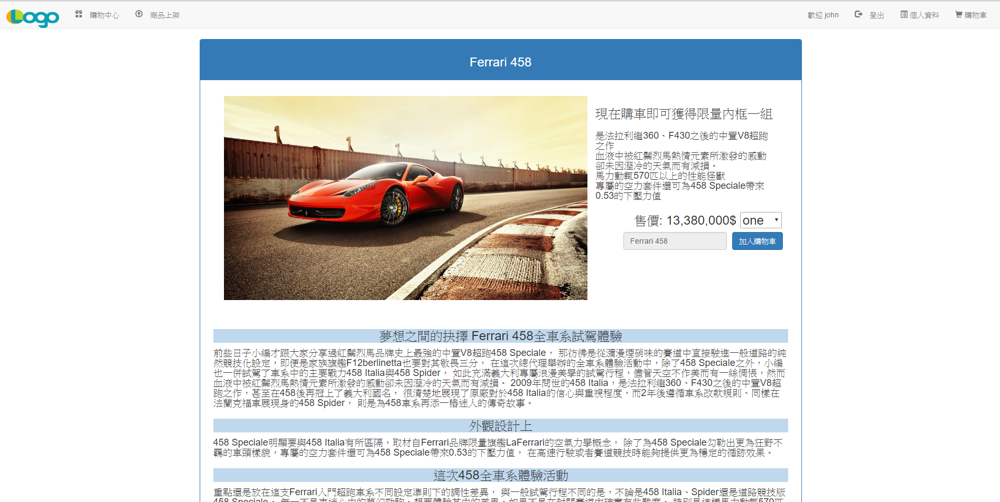 Logo
購物中心
商品上架
歡迎 john
登出
個人資料
購物車
Ferrari 458
現在購車即可獲得限量內框一組
是法拉利繼360、F430之後的中置V8超跑
之作
血液中被紅鬃烈馬熱情元素所激發的感動
卻未因溼冷的天氣而有減損。
馬力動輒570匹以上的性能怪獸
專屬的空力套件還可為458 Speciale帶來
0.53的下壓力值
售價: 13,380,000$ one
Ferrari 458
加入購物車
夢想之間的抉擇 Ferrari 458全車系試駕體驗
前些日子小編才跟大家分享過紅鬃烈馬品牌史上最強的中置V8超跑458 Speciale， 那彷彿是從瀰漫煙硝味的賽道中直接駛進一般道路的純
然競技化設定，即便是家族旗艦F12berlinetta也要對其敬畏三分， 在這次總代理舉辦的全車系體驗活動中，除了458 Speciale之外，小編
也一併試駕了車系中的主要戰力458 Italia與458 Spider， 如此充滿義大利專屬浪漫美學的試駕行程，儘管天空不作美而有一絲惆悵，然而
血液中被紅鬃烈馬熱情元素所激發的感動卻未因溼冷的天氣而有減損。 2009年問世的458 Italia，是法拉利繼360、F430之後的中置V8超
跑之作，甚至在458後再冠上了義大利國名， 很清楚地展現了原廠對於458 Italia的信心與重視程度，而2年後遵循車系改款規則、同樣在
法蘭克福車展現身的458 Spider， 則是為458車系再添一樁迷人的傳奇故事。
外觀設計上
458 Speciale明顯要與458 Italia有所區隔，取材自Ferrari品牌限量旗艦LaFerrari的空氣力學概念， 除了為458 Speciale勾勒出更為狂野不
羈的車頭樣貌，專屬的空力套件還可為458 Speciale帶來0.53的下壓力值， 在高速行駛或者賽道競技時能夠提供更為穩定的循跡效果。
這次458全車系體驗活動
重點還是放在這支Ferrari入門超跑車系不同設定準則下的調性差異， 與一般試駕行程不同的是，不論是458 Italia、Spider還是道路競技版